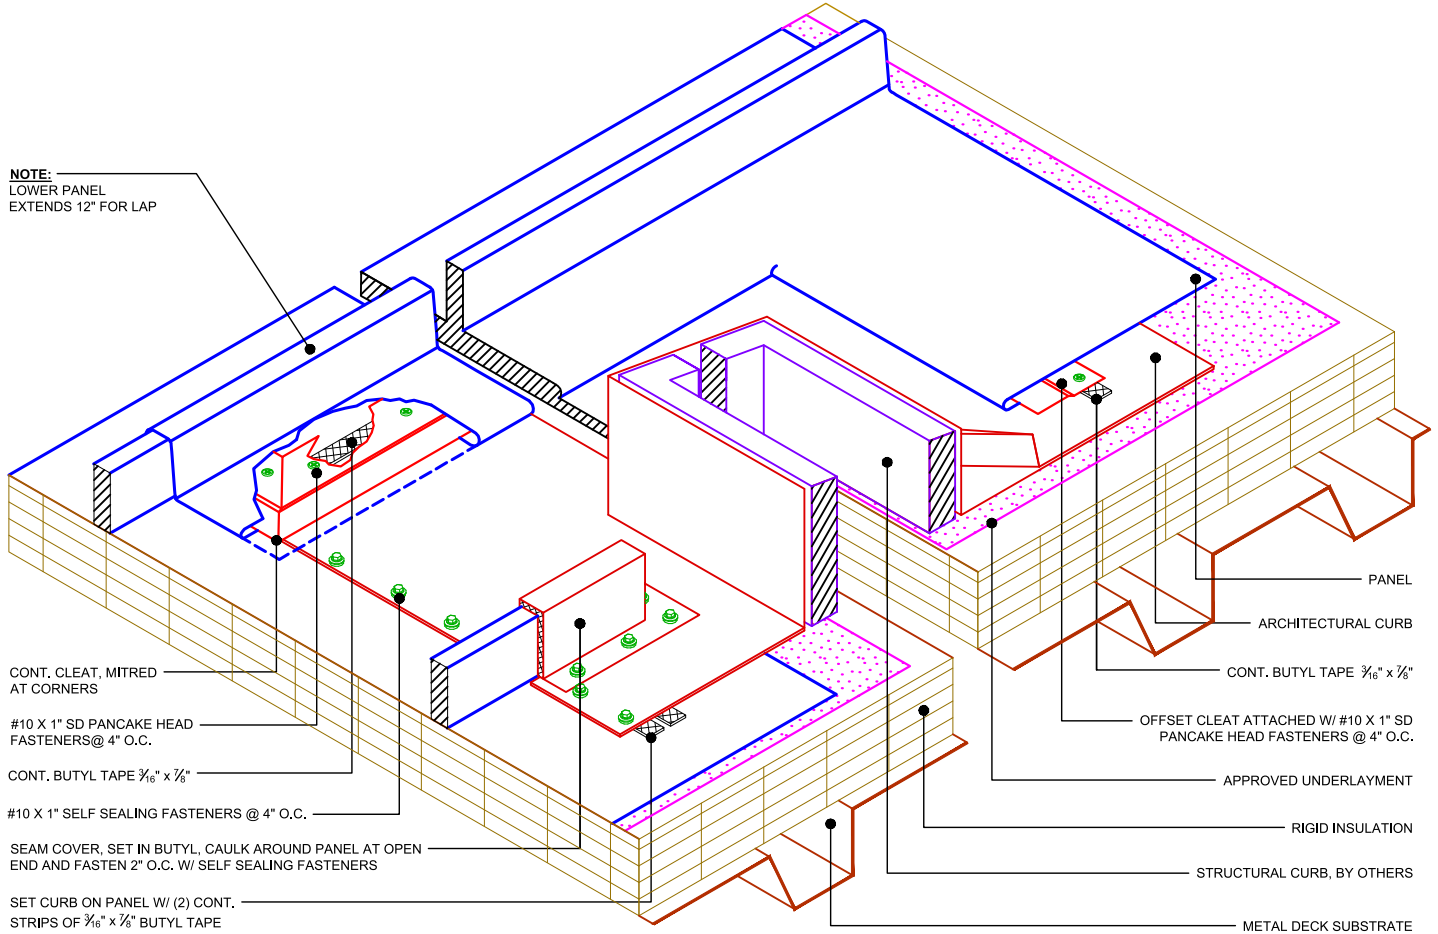 NOTE:
LOWER PANEL
EXTENDS 12" FOR LAP
CONT. CLEAT, MITRED
AT CORNERS
#10 X 1" SD PANCAKE HEAD
FASTENERS@ 4" O.C.
CONT. BUTYL TAPE 3/16" x 7/8"
#10 X 1" SELF SEALING FASTENERS @ 4" O.C.
SEAM COVER, SET IN BUTYL, CAULK AROUND PANEL AT OPEN
END AND FASTEN 2" O.C. W/ SELF SEALING FASTENERS
SET CURB ON PANEL W/ (2) CONT.
STRIPS OF 3/16" x 7/8" BUTYL TAPE
PANEL
ARCHITECTURAL CURB
CONT. BUTYL TAPE 3/16" x 7/8"
OFFSET CLEAT ATTACHED W/ #10 X 1" SD
PANCAKE HEAD FASTENERS @ 4" O.C.
APPROVED UNDERLAYMENT
RIGID INSULATION
STRUCTURAL CURB, BY OTHERS
METAL DECK SUBSTRATE